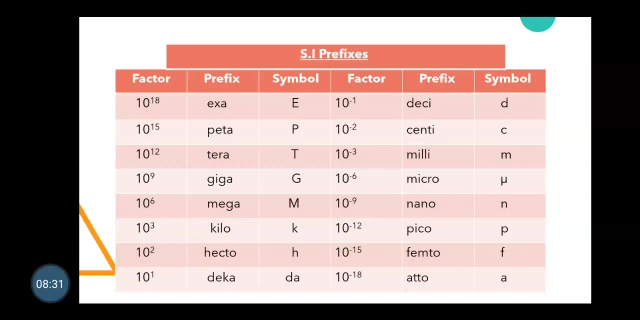 S.I Prefixes
Factor Prefix Symbol Factor Prefix Symbol
10¹⁸ exa E 10⁻¹ deci d
10¹⁵ peta P 10⁻² centi c
10¹² tera T 10⁻³ milli m
10⁹ giga G 10⁻⁶ micro μ
10⁶ mega M 10⁻⁹ nano n
10³ kilo k 10⁻¹² pico p
10² hecto h 10⁻¹⁵ femto f
10¹ deka da 10⁻¹⁸ atto a
08:31